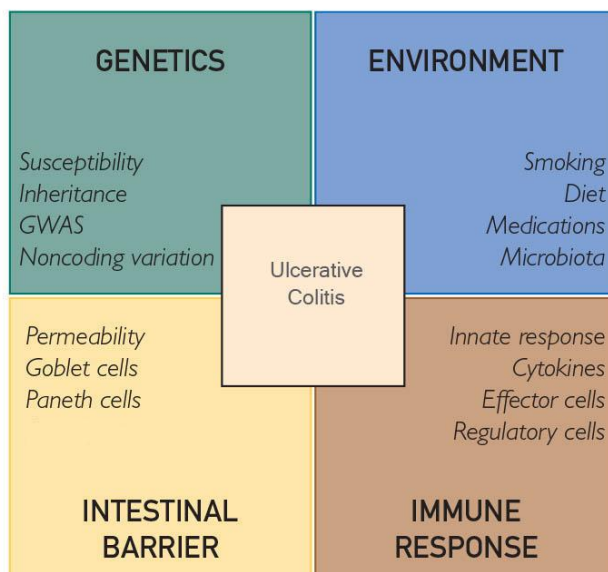 GENETICS
Susceptibility
Inheritance
GWAS
Noncoding variation
ENVIRONMENT
Smoking
Diet
Medications
Microbiota
Ulcerative
Colitis
Permeability
Goblet cells
Paneth cells
INTESTINAL
BARRIER
Innate response
Cytokines
Effector cells
Regulatory cells
IMMUNE
RESPONSE